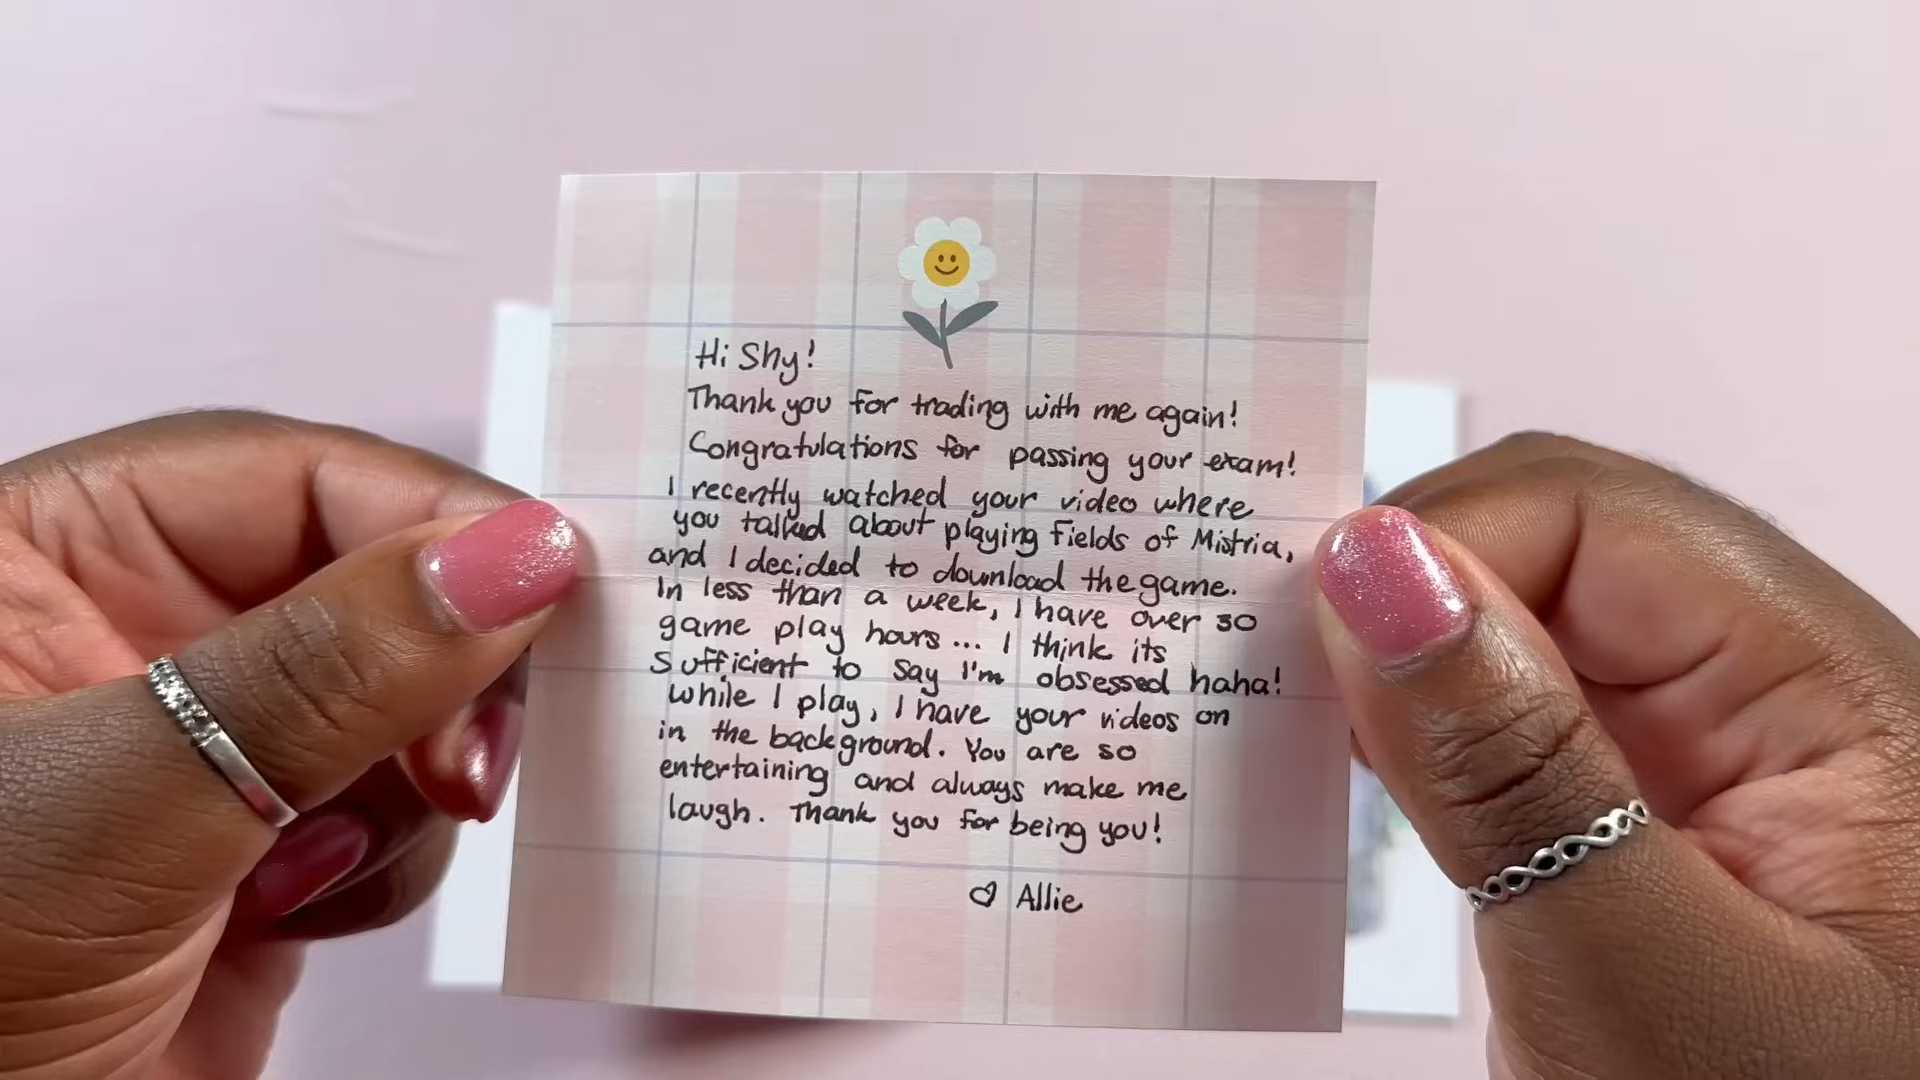 Hi Shy!
Thank you for trading with me again!
Congratulations for passing your exam!
I recently watched your video where
you talked about playing Fields of Mistria,
and I decided to download the game.
In less than a week, I have over 50
game play hours... I think its
sufficient to say I'm obsessed haha!
while I play, I have your videos on
in the background. You are so
entertaining and always make me
laugh. Thank you for being you!
♡ Allie